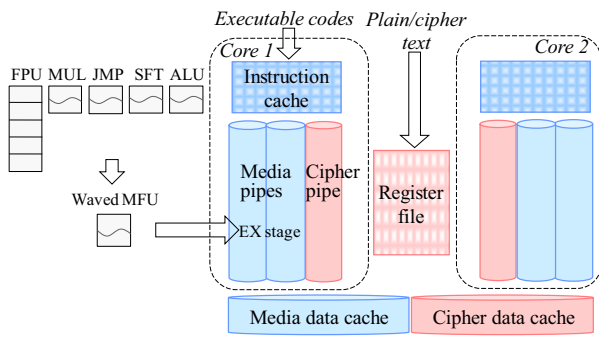 Executable codes
Plain/cipher
text
Core 1
Core 2
FPU MUL JMP SFT ALU
Instruction
cache
Media
pipes
Cipher
pipe
Register
file
Waved MFU
EX stage
Media data cache
Cipher data cache